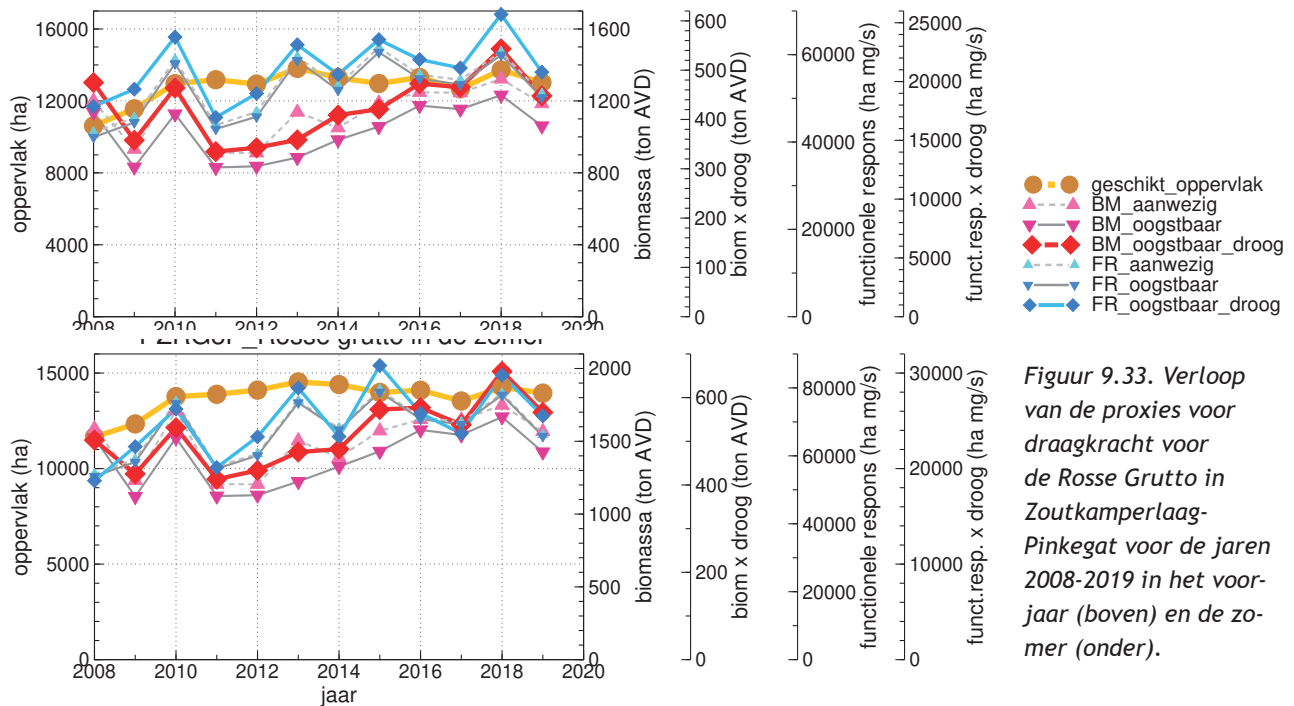 16000
12000
8000
4000
0
oppervlak (ha)
1600
1200
800
400
0
biomassa (ton AVD)
600
500
400
300
200
100
0
biom x droog (ton AVD)
60000
40000
20000
0
functionele respons (ha mg/s)
25000
20000
15000
10000
5000
0
funct.resp. x droog (ha mg/s)
2008 2010 2012 2014 2016 2018 2020
geschikt_oppervlak
BM_aanwezig
BM_oogstbaar
BM_oogstbaar_droog
FR_aanwezig
FR_oogstbaar
FR_oogstbaar_droog
Rosse grutto in de zomer
15000
10000
5000
0
oppervlak (ha)
2000
1500
1000
500
0
biomassa (ton AVD)
600
400
200
0
biom x droog (ton AVD)
80000
60000
40000
20000
0
functionele respons (ha mg/s)
30000
20000
10000
0
funct.resp. x droog (ha mg/s)
2008 2010 2012 2014 2016 2018 2020
jaar
Figuur 9.33. Verloop
van de proxies voor
draagkracht voor
de Rosse Grutto in
Zoutkamperlaag-
Pinkegat voor de jaren
2008-2019 in het voor-
jaar (boven) en de zo-
mer (onder).